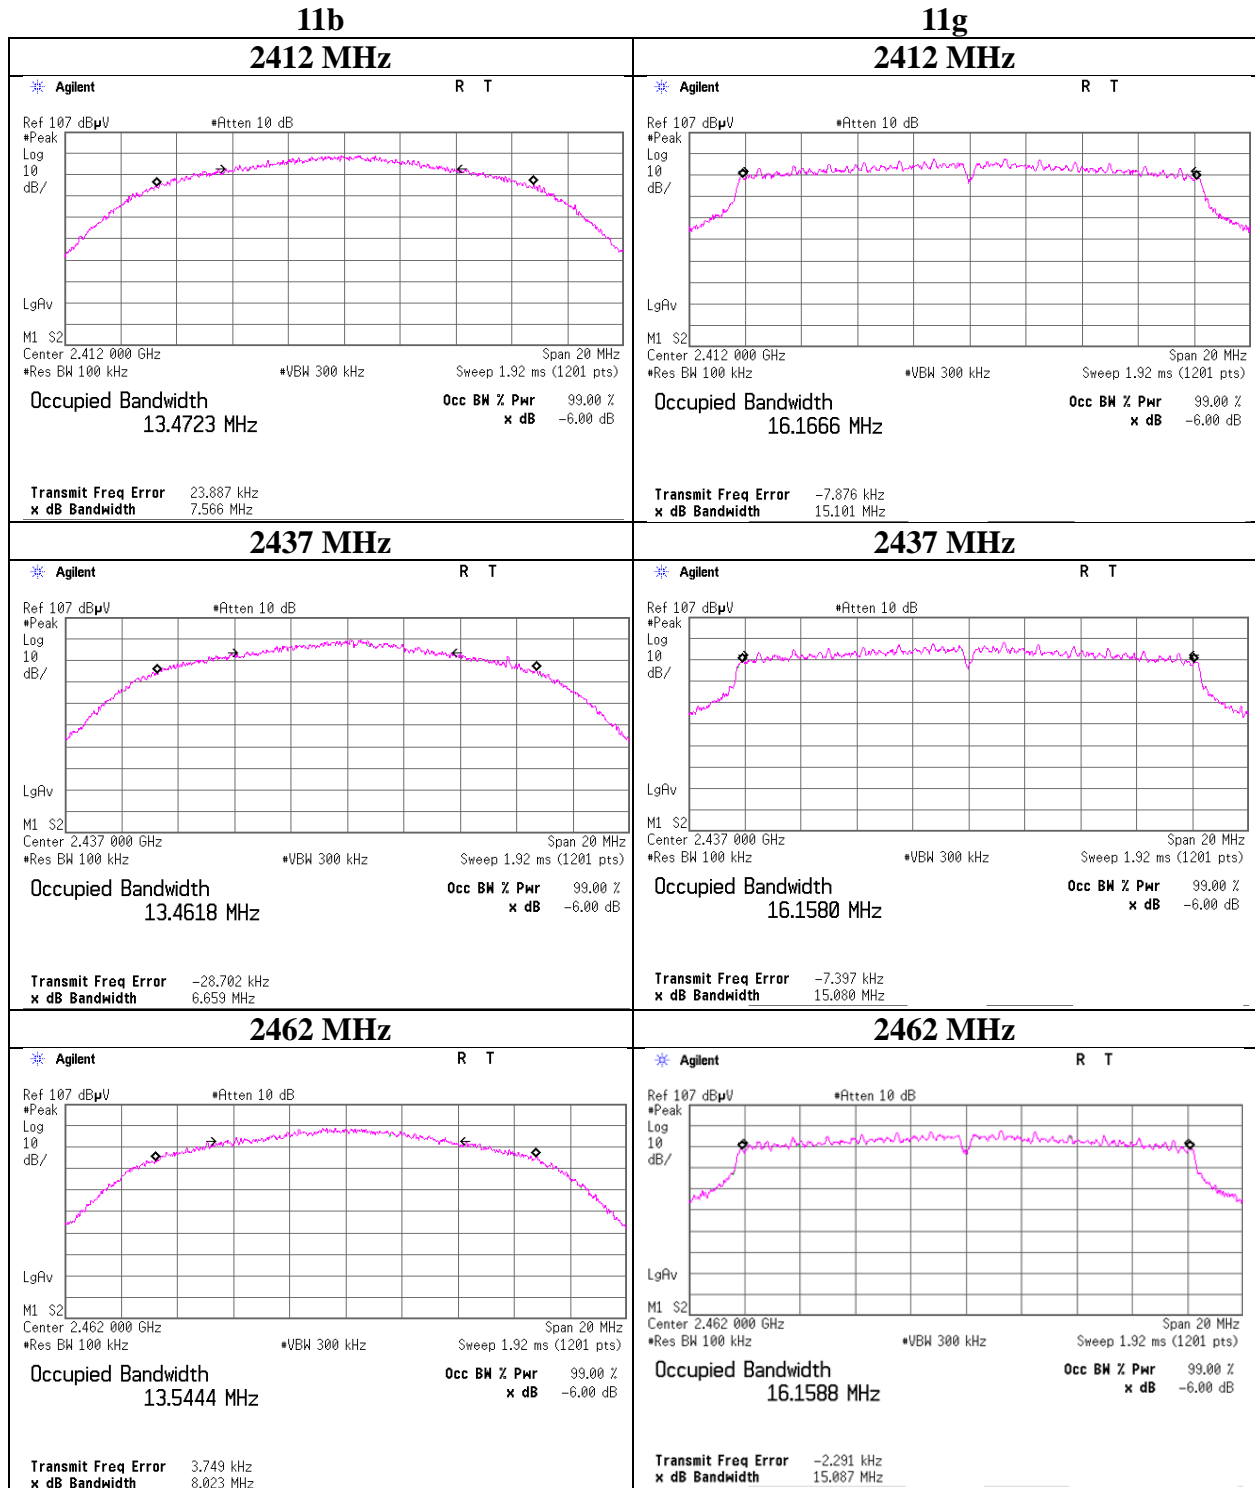 11b 11g
2412 MHz 2412 MHz
Agilent R T
Ref 107 dBµV #Atten 10 dB
#Peak
Log
10
dB/
LgAv
M1 S2
Center 2.412 000 GHz Span 20 MHz
#Res BW 100 kHz #VBW 300 kHz Sweep 1.92 ms (1201 pts)
Occupied Bandwidth Occ BW % Pwr 99.00 %
13.4723 MHz x dB -6.00 dB
Transmit Freq Error 23.887 kHz
x dB Bandwidth 7.566 MHz
Agilent R T
Ref 107 dBµV #Atten 10 dB
#Peak
Log
10
dB/
LgAv
M1 S2
Center 2.412 000 GHz Span 20 MHz
#Res BW 100 kHz #VBW 300 kHz Sweep 1.92 ms (1201 pts)
Occupied Bandwidth Occ BW % Pwr 99.00 %
16.1666 MHz x dB -6.00 dB
Transmit Freq Error -7.876 kHz
x dB Bandwidth 15.101 MHz
2437 MHz 2437 MHz
Agilent R T
Ref 107 dBµV #Atten 10 dB
#Peak
Log
10
dB/
LgAv
M1 S2
Center 2.437 000 GHz Span 20 MHz
#Res BW 100 kHz #VBW 300 kHz Sweep 1.92 ms (1201 pts)
Occupied Bandwidth Occ BW % Pwr 99.00 %
13.4618 MHz x dB -6.00 dB
Transmit Freq Error -28.702 kHz
x dB Bandwidth 6.659 MHz
Agilent R T
Ref 107 dBµV #Atten 10 dB
#Peak
Log
10
dB/
LgAv
M1 S2
Center 2.437 000 GHz Span 20 MHz
#Res BW 100 kHz #VBW 300 kHz Sweep 1.92 ms (1201 pts)
Occupied Bandwidth Occ BW % Pwr 99.00 %
16.1580 MHz x dB -6.00 dB
Transmit Freq Error -7.397 kHz
x dB Bandwidth 15.080 MHz
2462 MHz 2462 MHz
Agilent R T
Ref 107 dBµV #Atten 10 dB
#Peak
Log
10
dB/
LgAv
M1 S2
Center 2.462 000 GHz Span 20 MHz
#Res BW 100 kHz #VBW 300 kHz Sweep 1.92 ms (1201 pts)
Occupied Bandwidth Occ BW % Pwr 99.00 %
13.5444 MHz x dB -6.00 dB
Transmit Freq Error 3.749 kHz
x dB Bandwidth 8.023 MHz
Agilent R T
Ref 107 dBµV #Atten 10 dB
#Peak
Log
10
dB/
LgAv
M1 S2
Center 2.462 000 GHz Span 20 MHz
#Res BW 100 kHz #VBW 300 kHz Sweep 1.92 ms (1201 pts)
Occupied Bandwidth Occ BW % Pwr 99.00 %
16.1588 MHz x dB -6.00 dB
Transmit Freq Error -2.291 kHz
x dB Bandwidth 15.087 MHz